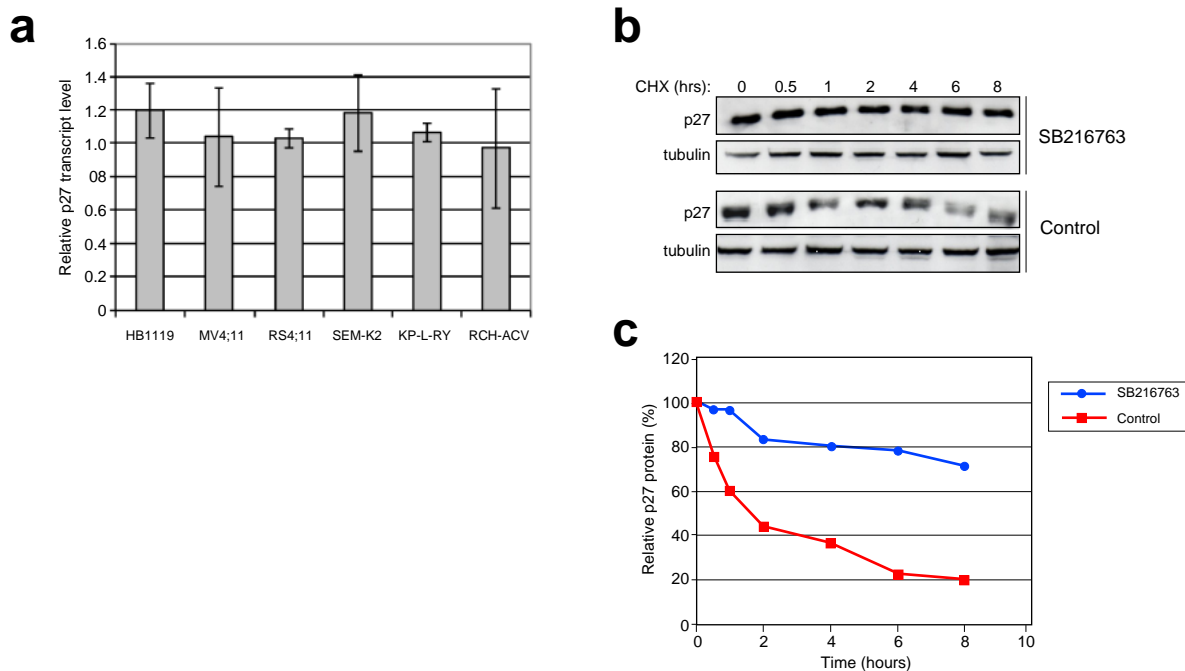 a
Relative p27 transcript level
1.6
1.4
1.2
1.0
08
0.6
0.4
0.2
0
HB1119 MV4;11 RS4;11 SEM-K2 KP-L-RY RCH-ACV
b
CHX (hrs): 0 0.5 1 2 4 6 8
p27
tubulin
SB216763
p27
tubulin
Control
c
Relative p27 protein (%)
120
100
80
60
40
20
0
0 2 4 6 8 10
Time (hours)
SB216763
Control